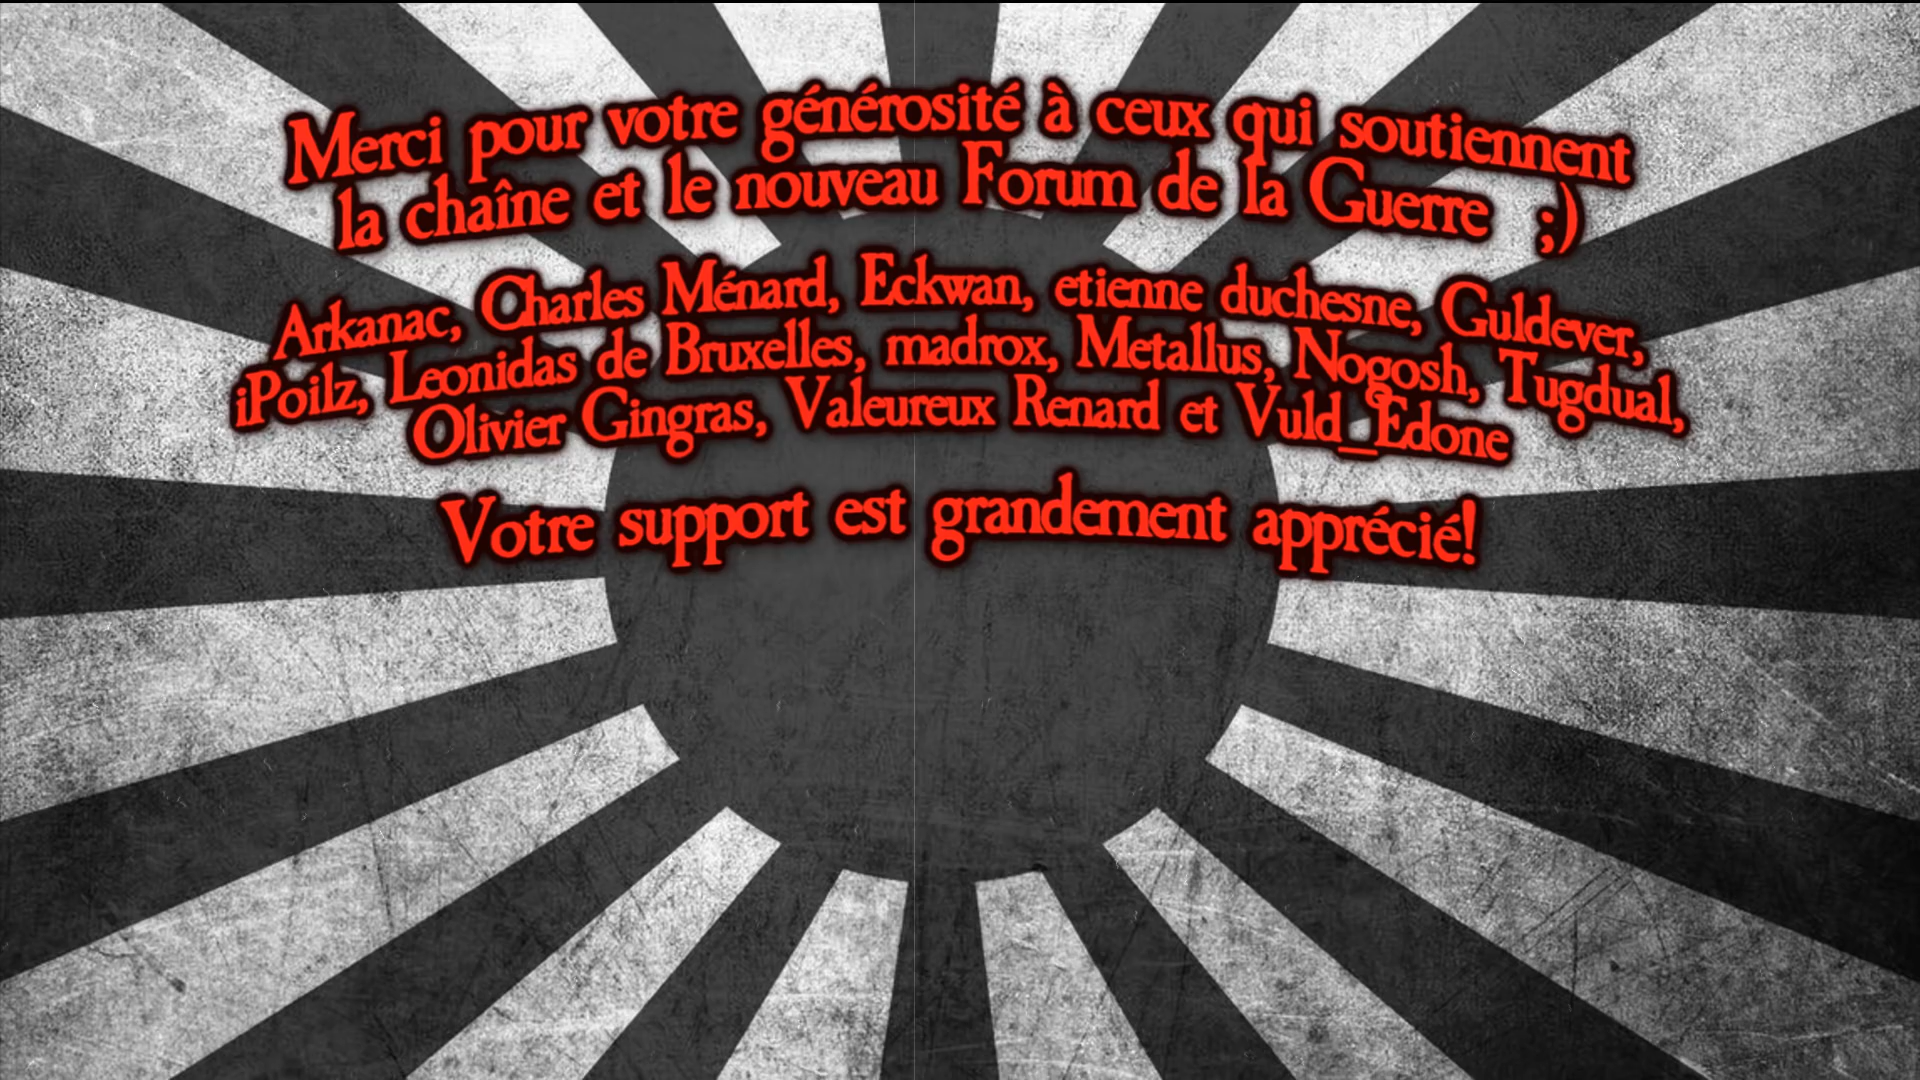 Merci pour votre générosité à ceux qui soutiennent
la chaîne et le nouveau Forum de la Guerre ;)
Arkanac, Charles Ménard, Eckwan, etienne duchesne, Guldever,
iPoilz, Leonidas de Bruxelles, madrox, Metallus, Nogosh, Tugdual,
Olivier Gingras, Valeureux Renard et Vuld_Edone
Votre support est grandement apprécié!